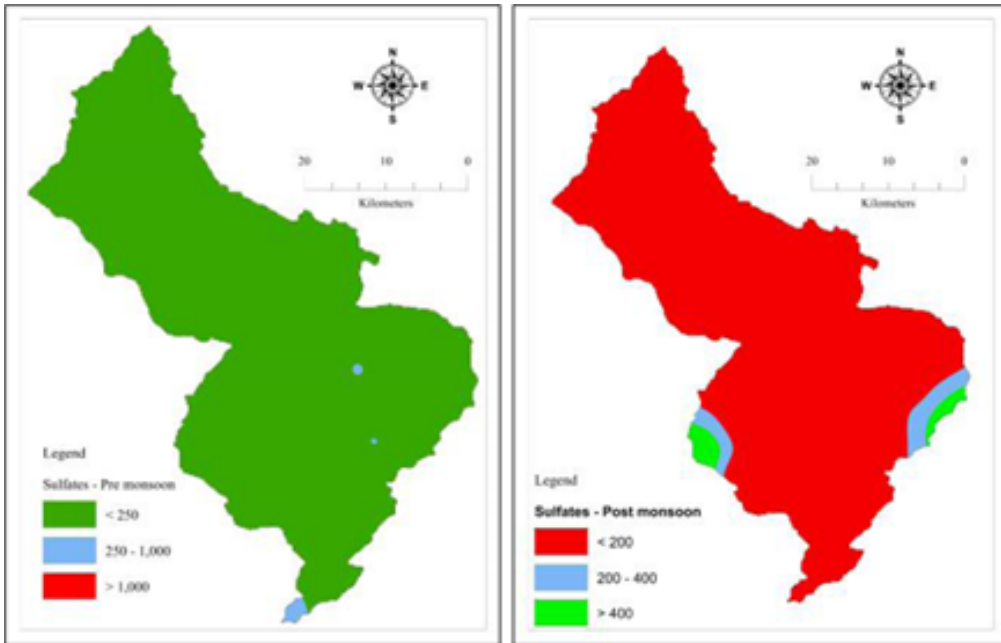 N
W E
S
20 10 0
Kilometers
Legend
Sulfates - Pre monsoon
< 250
250 - 1,000
> 1,000
N
W E
S
20 10 0
Kilometers
Legend
Sulfates - Post monsoon
< 200
200 - 400
> 400